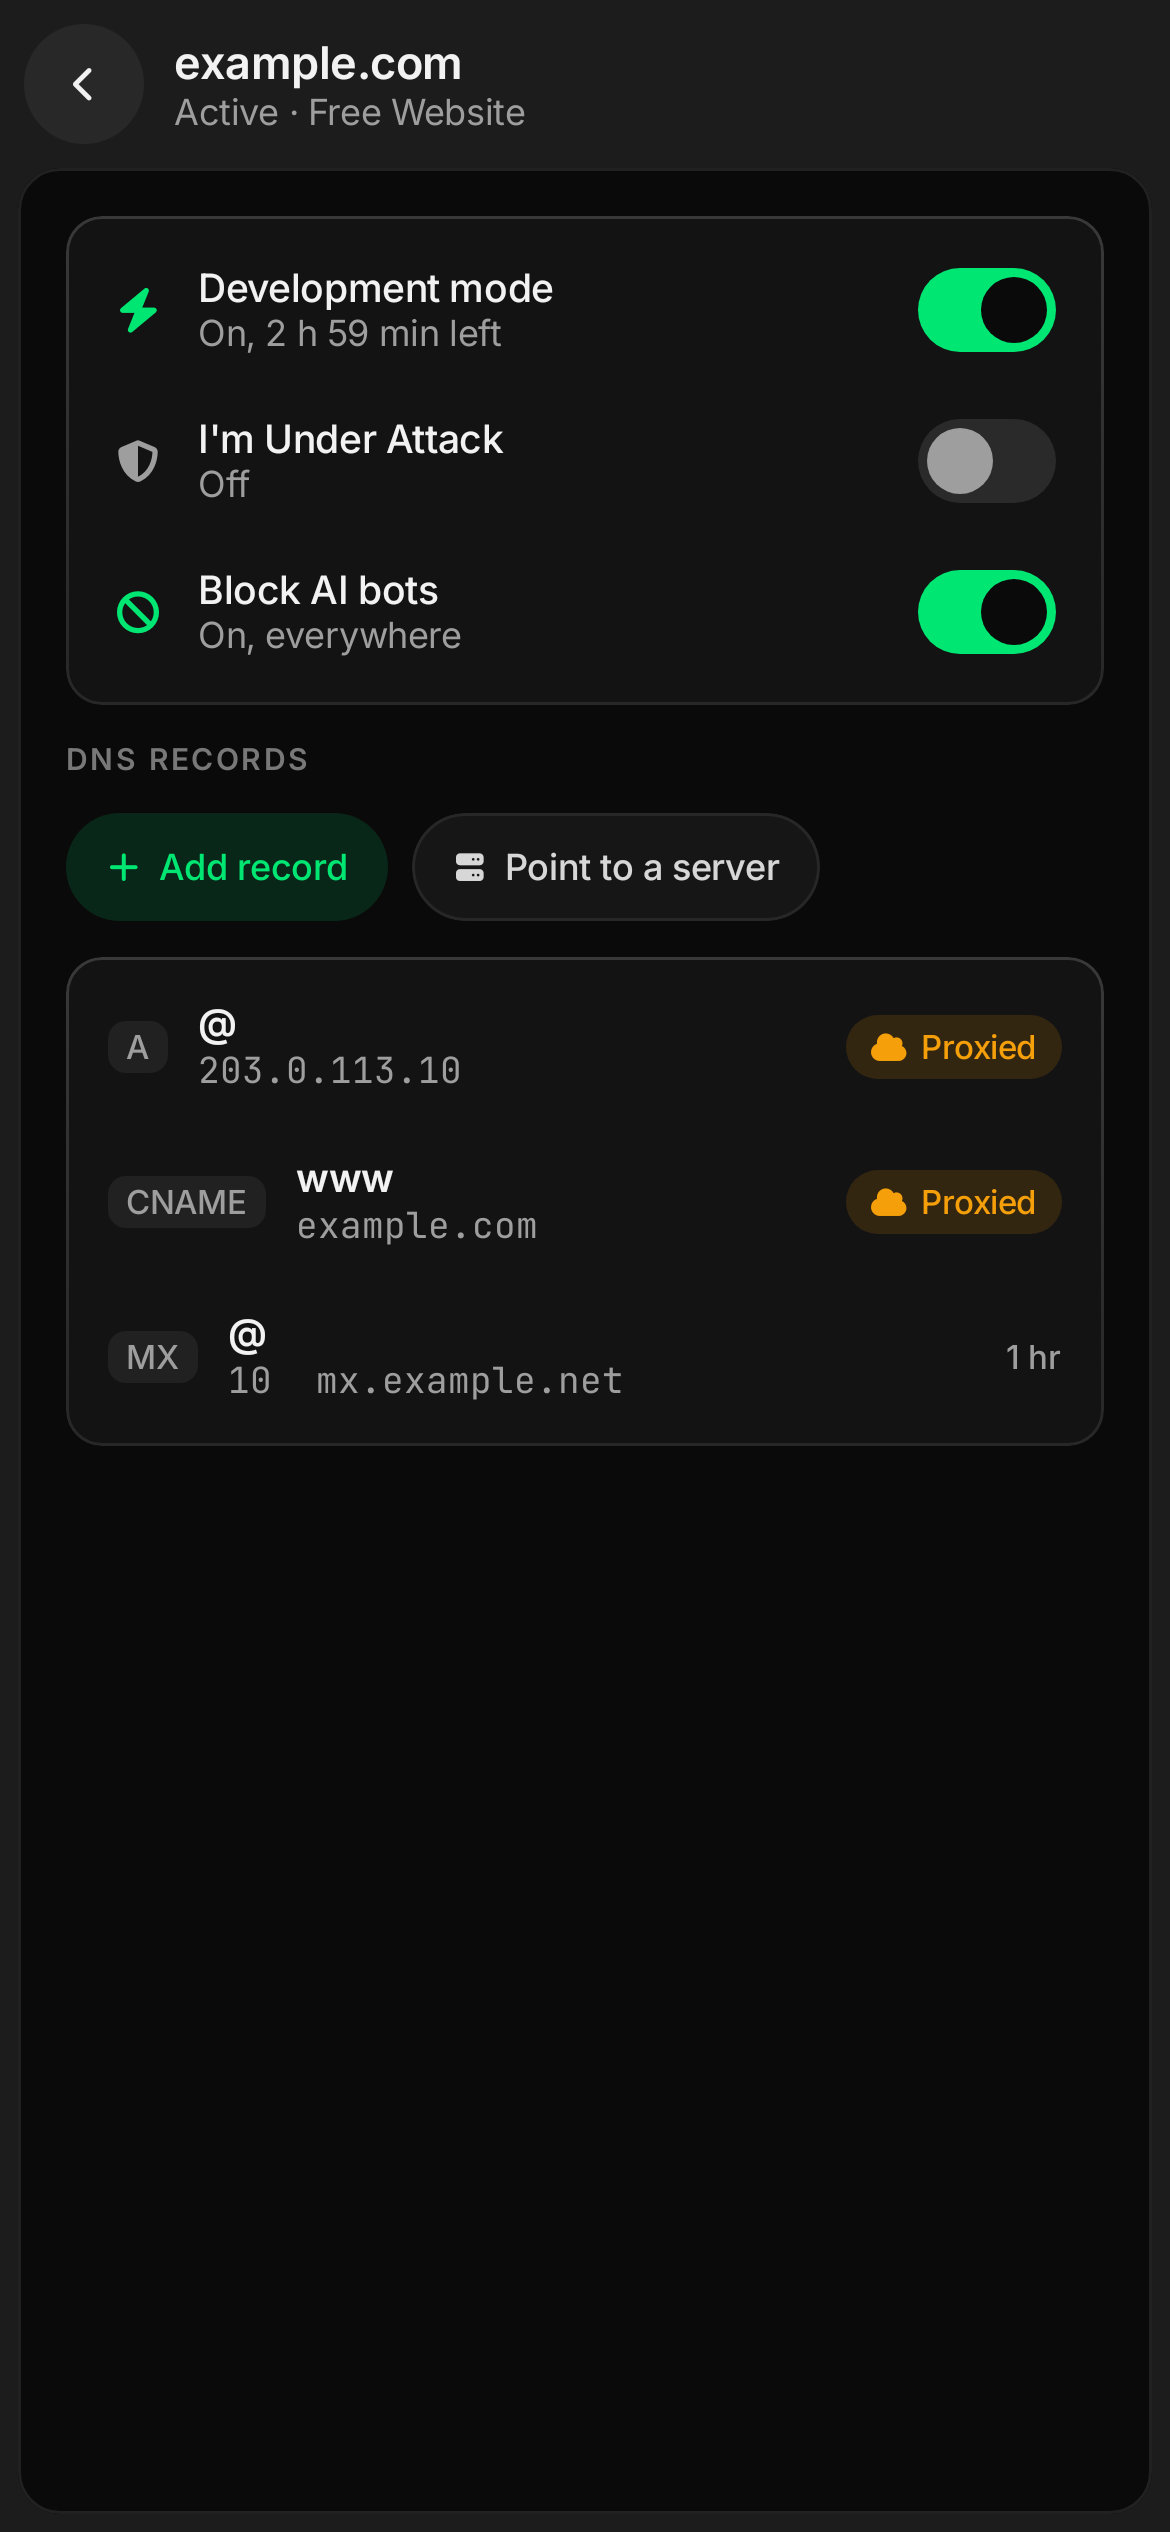 example.com
Active · Free Website
Development mode
On, 2 h 59 min left
I'm Under Attack
Off
Block AI bots
On, everywhere
DNS RECORDS
Add record
Point to a server
A
@
203.0.113.10
Proxied
CNAME
www
example.com
Proxied
MX
@
10 mx.example.net
1 hr